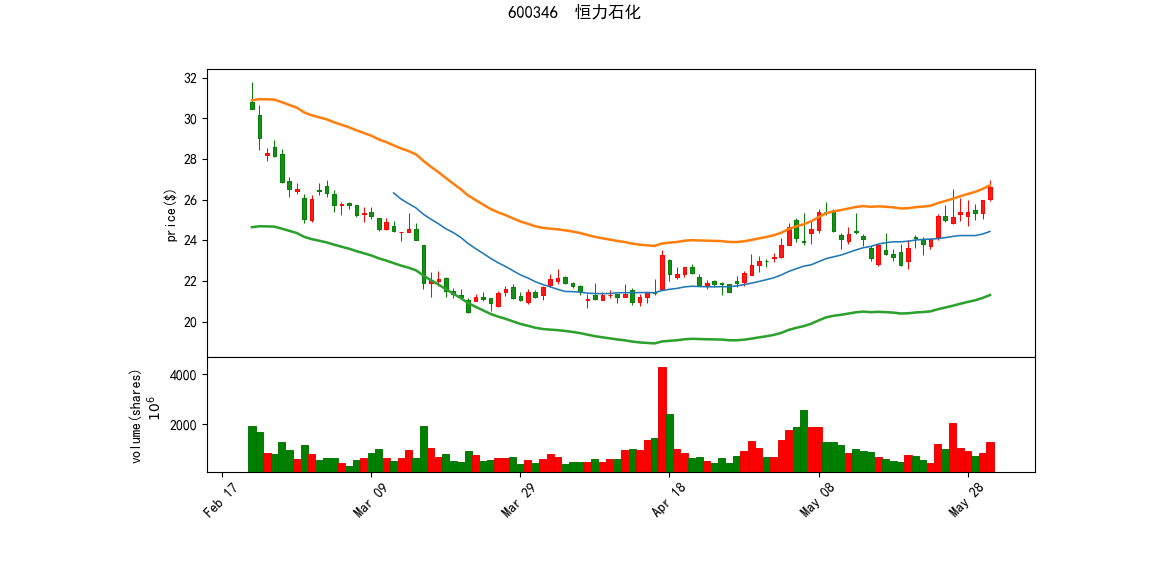 600346 恒力石化
32
30
28
26
24
22
20
price($)
4000
2000
volume(shares)
10^6
Feb 17
Mar 09
Mar 29
Apr 18
May 08
May 28